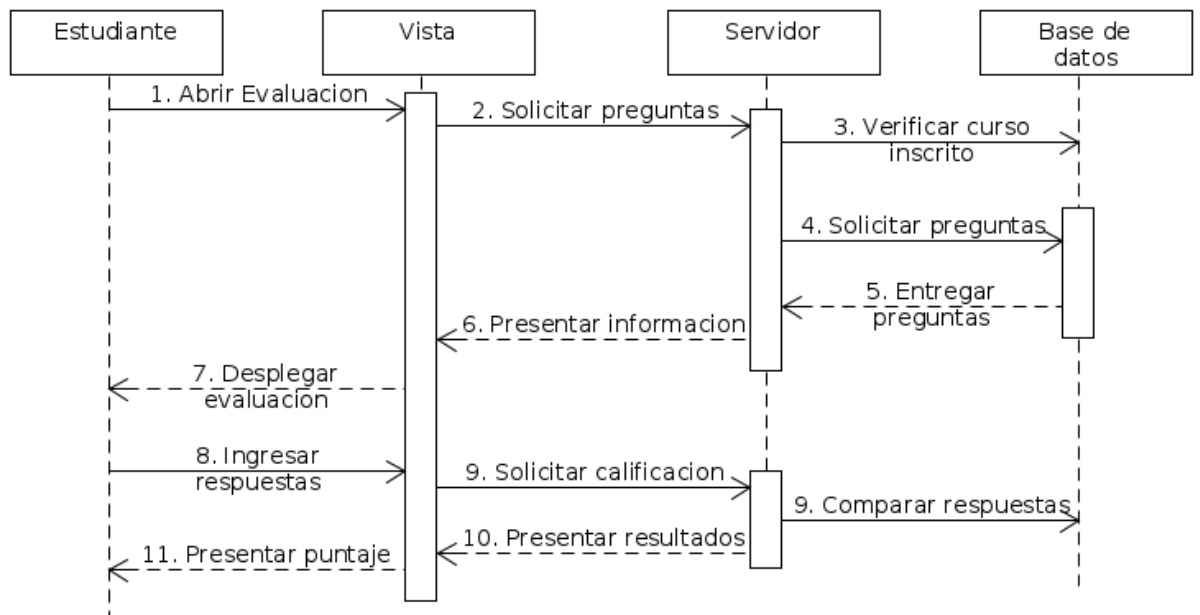 Estudiante
Vista
Servidor
Base de
datos
1. Abrir Evaluacion
2. Solicitar preguntas
3. Verificar curso
inscrito
4. Solicitar preguntas
5. Entregar
preguntas
6. Presentar informacion
7. Desplegar
evaluacion
8. Ingresar
respuestas
9. Solicitar calificacion
9. Comparar respuestas
10. Presentar resultados
11. Presentar puntaje